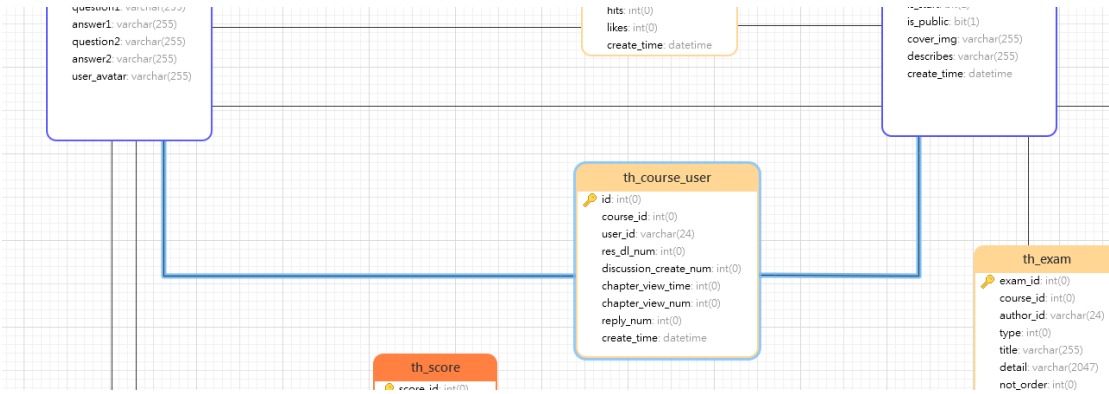 question1: varchar(255)
answer1: varchar(255)
question2: varchar(255)
answer2: varchar(255)
user_avatar: varchar(255)
hits: int(0)
likes: int(0)
create_time: datetime
is_public: bit(1)
cover_img: varchar(255)
describes: varchar(255)
create_time: datetime
th_course_user
id: int(0)
course_id: int(0)
user_id: varchar(24)
res_dl_num: int(0)
discussion_create_num: int(0)
chapter_view_time: int(0)
chapter_view_num: int(0)
reply_num: int(0)
create_time: datetime
th_exam
exam_id: int(0)
course_id: int(0)
author_id: varchar(24)
type: int(0)
title: varchar(255)
detail: varchar(2047)
not_order: int(0)
th_score
score_id: int(0)